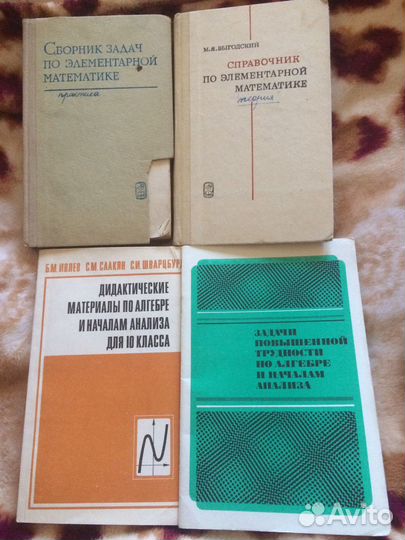 СБОРНИК ЗАДАЧ
ПО ЭЛЕМЕНТАРНОЙ
МАТЕМАТИКЕ
практика
М.Я.ВЫГОДСКИЙ
СПРАВОЧНИК
ПО ЭЛЕМЕНТАРНОЙ
МАТЕМАТИКЕ
теория
Б.М. ИВЛЕВ С.М. СААКЯН С.И. ШВАРЦБУРД
ДИДАКТИЧЕСКИЕ
МАТЕРИАЛЫ ПО АЛГЕБРЕ
И НАЧАЛАМ АНАЛИЗА
ДЛЯ 10 КЛАССА
ЗАДАЧИ
ПОВЫШЕННОЙ
ТРУДНОСТИ
ПО АЛГЕБРЕ
И НАЧАЛАМ
АНАЛИЗА
Avito